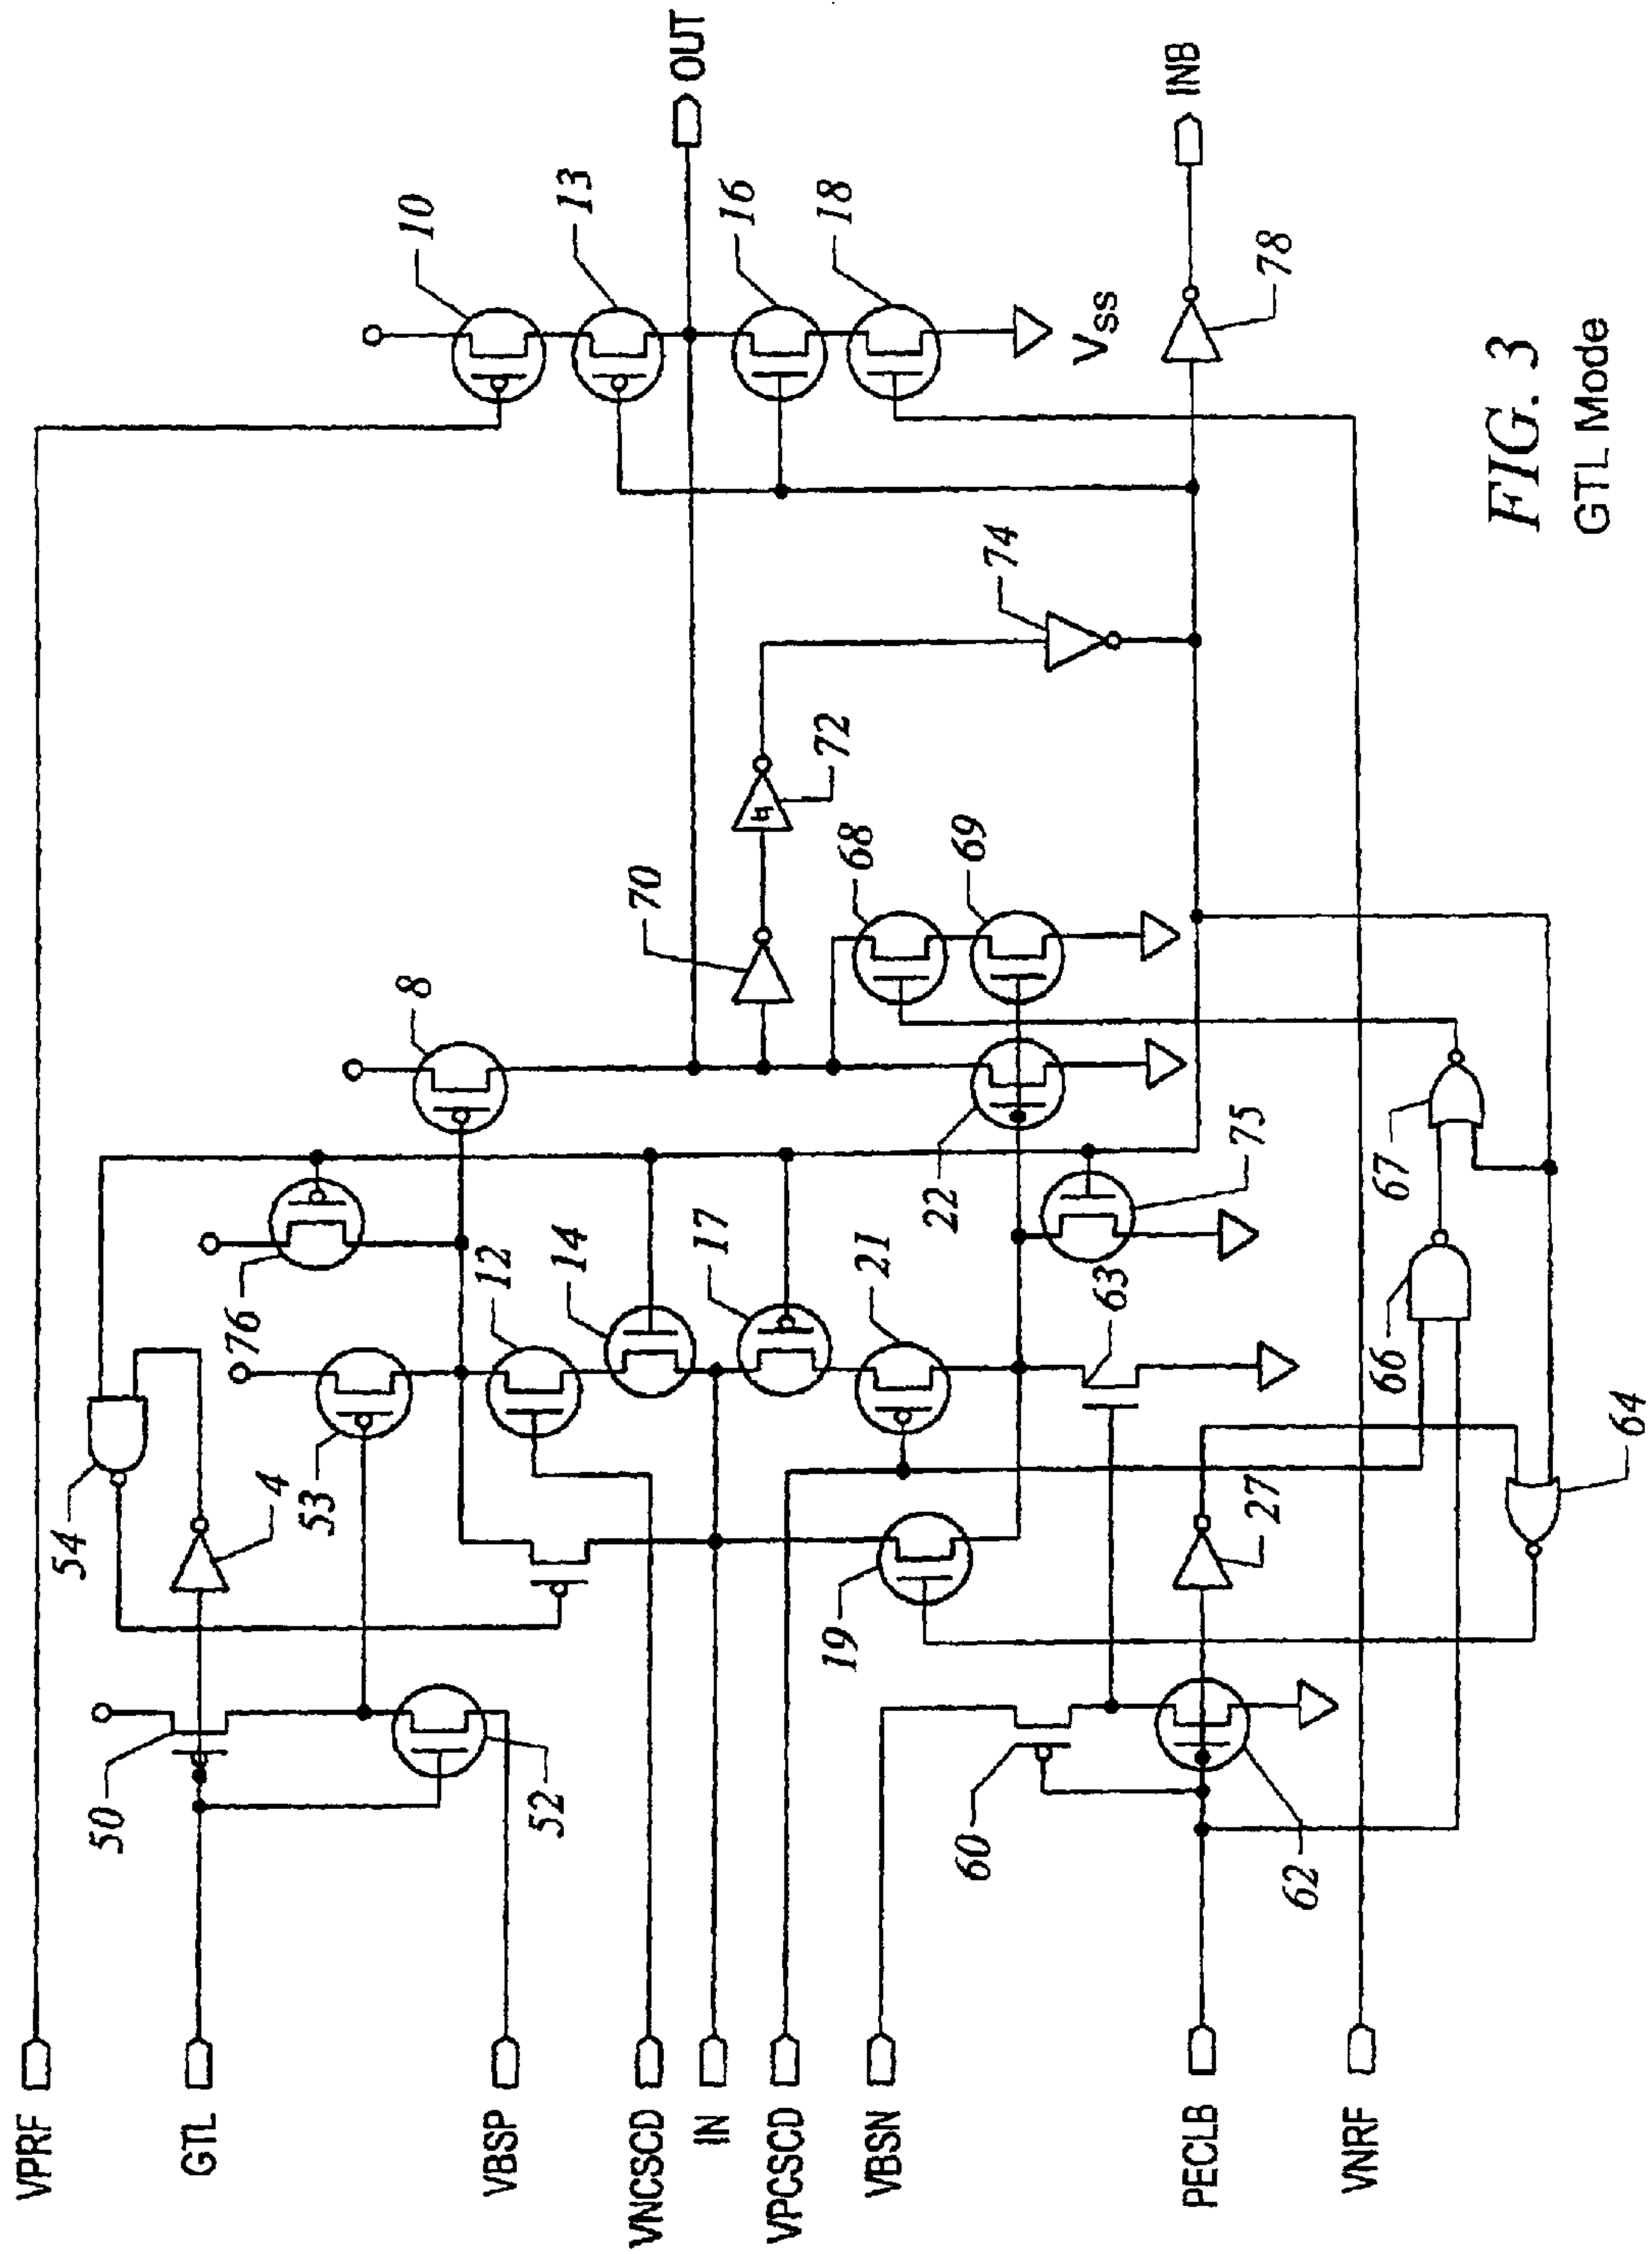 VPRF
GTL
VBSP
VNCSCD
IN
VPCSCD
VBSN
PECLB
VNRF
50
52
54
4
53
76
12
14
17
21
63
19
60
62
27
64
66
67
75
22
8
70
68
69
72
74
10
13
16
18
VSS
78
OUT
INB
FIG. 3
GTL Mode